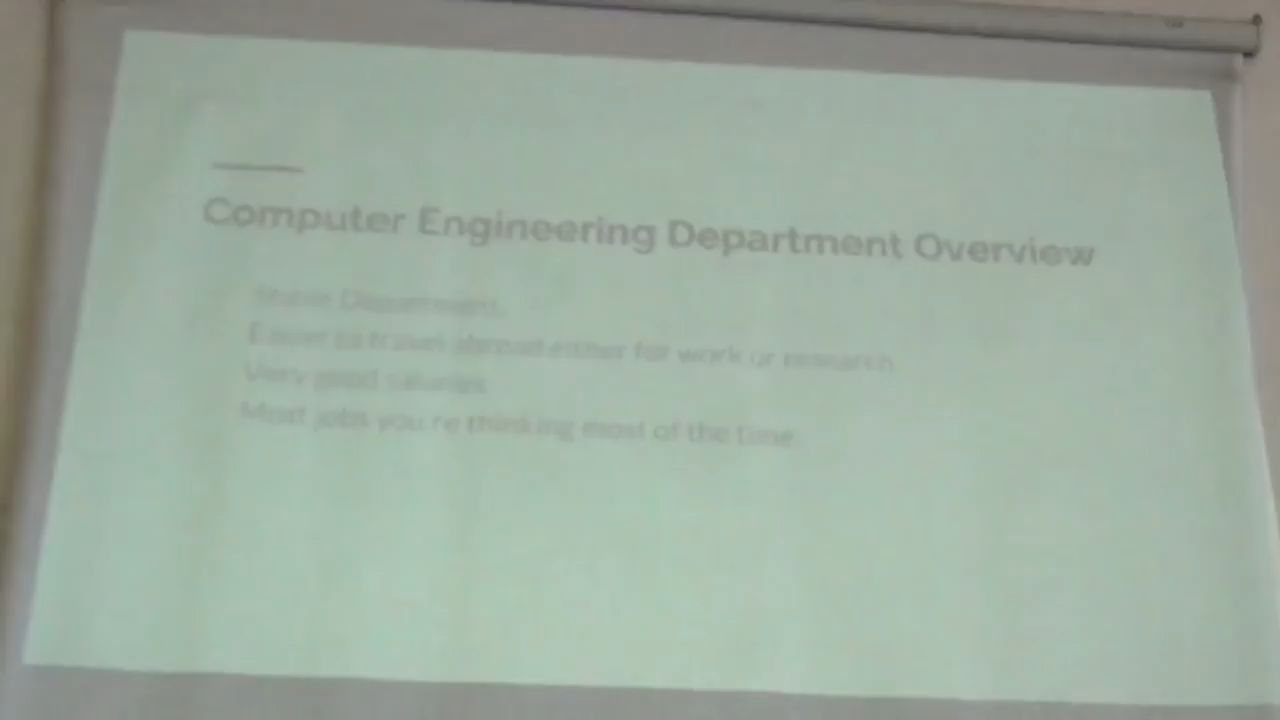 Computer Engineering Department Overview
Department
Easier to travel abroad either for work or research
Very good salaries
Most jobs you're thinking most of the time